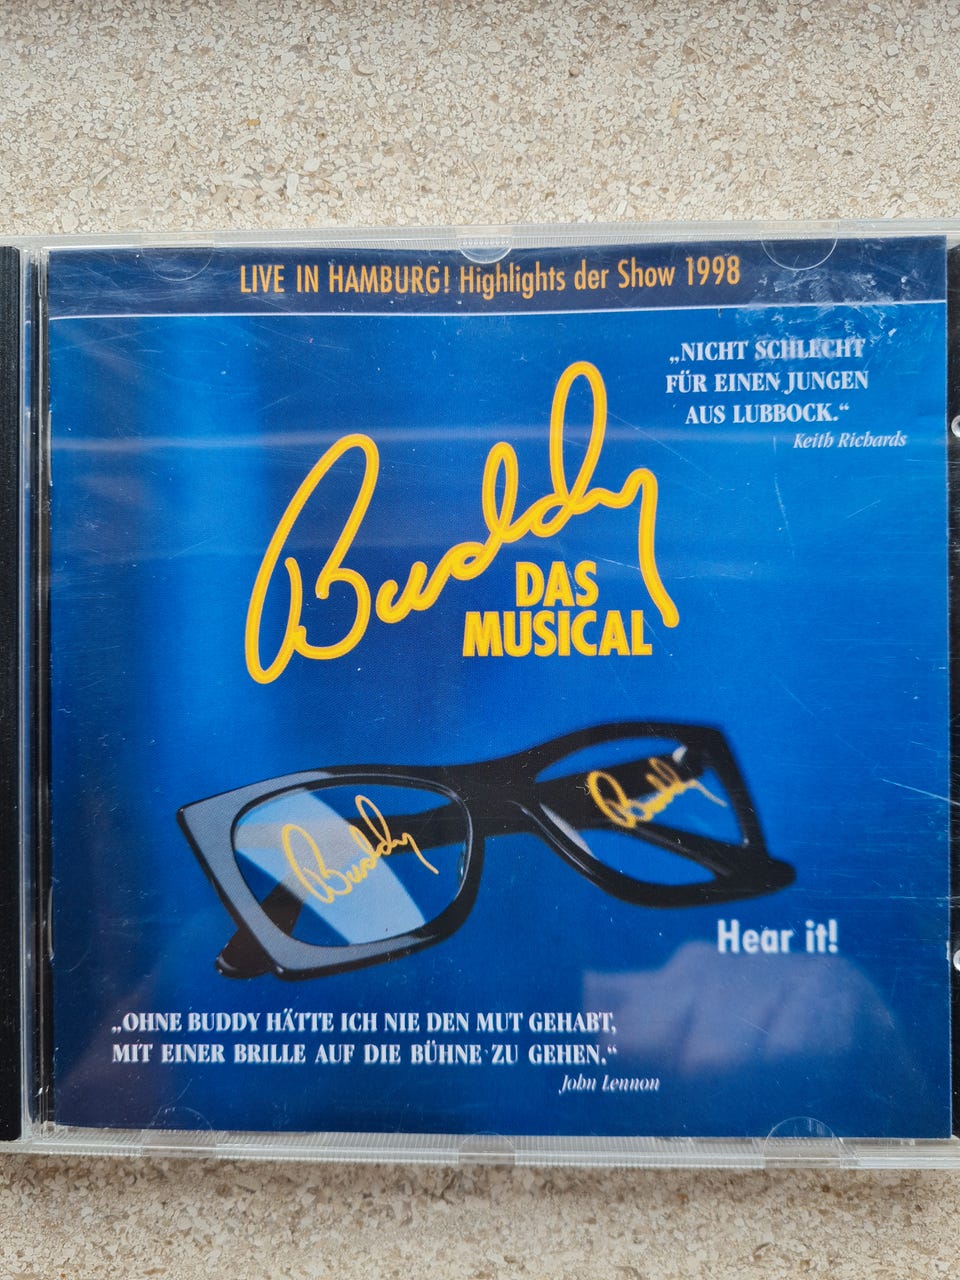 LIVE IN HAMBURG! Highlights der Show 1998
„NICHT SCHLECHT
FÜR EINEN JUNGEN
AUS LUBBOCK.“
Keith Richards
Buddy
DAS
MUSICAL
Buddy
Buddy
Hear it!
„OHNE BUDDY HÄTTE ICH NIE DEN MUT GEHABT,
MIT EINER BRILLE AUF DIE BÜHNE ZU GEHEN.“
John Lennon